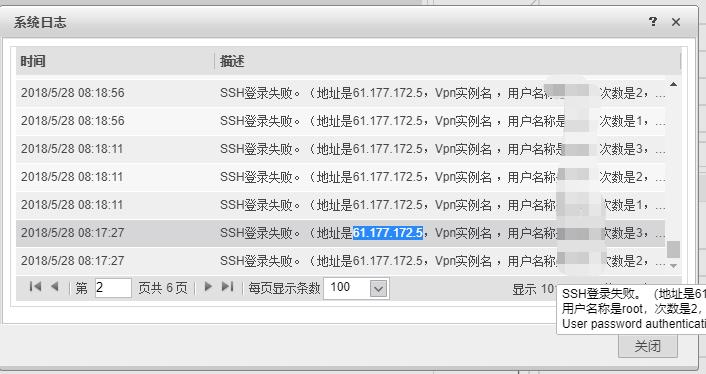 系统日志
时间 描述
2018/5/28 08:18:56 SSH登录失败。（地址是61.177.172.5，Vpn实例名 ，用户名称是 次数是2，...
2018/5/28 08:18:56 SSH登录失败。（地址是61.177.172.5，Vpn实例名 ，用户名称是 次数是1，...
2018/5/28 08:18:11 SSH登录失败。（地址是61.177.172.5，Vpn实例名 ，用户名称 次数是3，...
2018/5/28 08:18:11 SSH登录失败。（地址是61.177.172.5，Vpn实例名 ，用户名称 次数是2，...
2018/5/28 08:18:11 SSH登录失败。（地址是61.177.172.5，Vpn实例名 ，用户名称 次数是1，...
2018/5/28 08:17:27 SSH登录失败。（地址是61.177.172.5，Vpn实例名 ，用户名称 次数是3，...
2018/5/28 08:17:27 SSH登录失败。（地址是61.177.172.5，Vpn实例名 ，用户名称 次数是2，...
第 2 页共 6 页 每页显示条数 100 显示 10
SSH登录失败。（地址是61
用户名称是root，次数是2，
User password authenticati
关闭